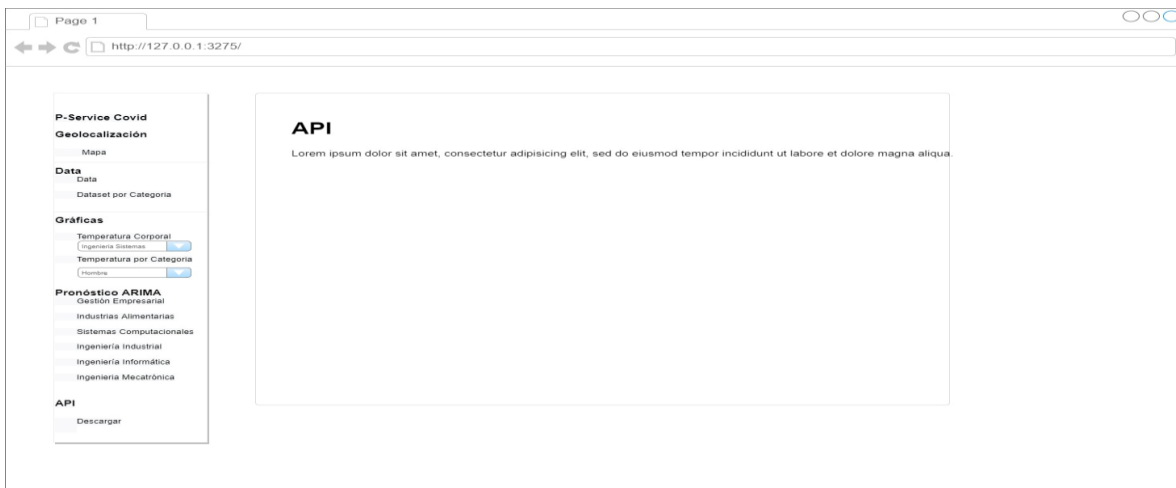 Page 1
http://127.0.0.1:3275/
P-Service Covid
Geolocalización
Mapa
Data
Data
Dataset por Categoria
Gráficas
Temperatura Corporal
Ingenieria Sistemas
Temperatura por Categoria
Hombre
Pronóstico ARIMA
Gestión Empresarial
Industrias Alimentarias
Sistemas Computacionales
Ingeniería Industrial
Ingeniería Informática
Ingenieria Mecatrónica
API
Descargar
API
Lorem ipsum dolor sit amet, consectetur adipisicing elit, sed do eiusmod tempor incididunt ut labore et dolore magna aliqua.